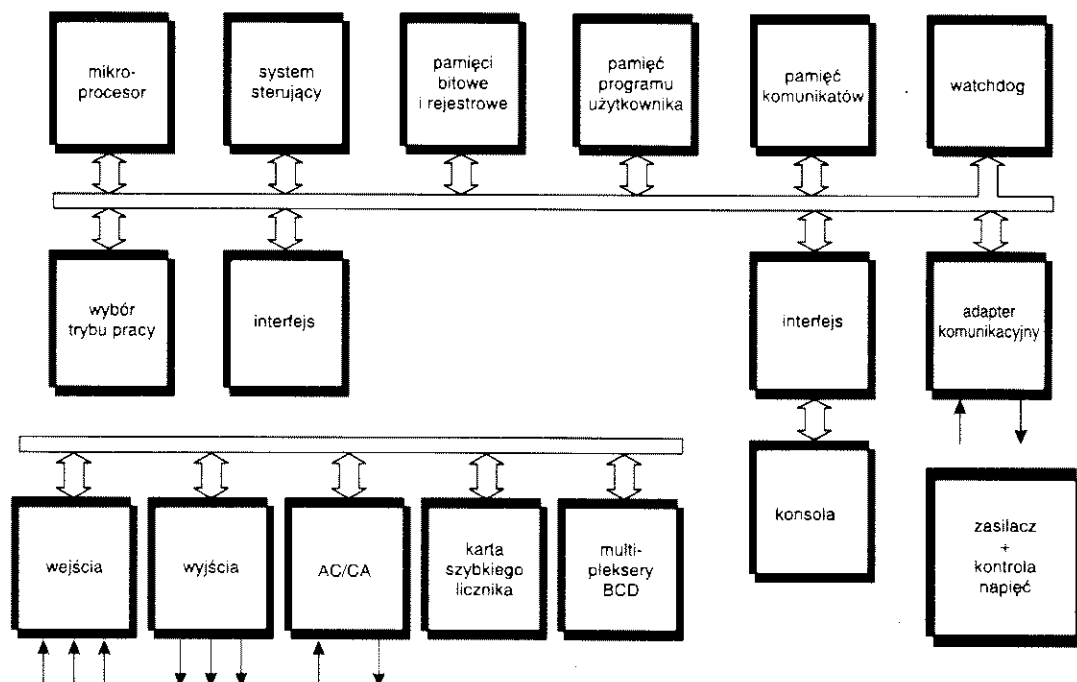 mikro-
procesor
system
sterujący
pamięci
bitowe
i rejestrowe
pamięć
programu
użytkownika
pamięć
komunikatów
watchdog
wybór
trybu pracy
interfejs
interfejs
adapter
komunikacyjny
wejścia
wyjścia
AC/CA
karta
szybkiego
licznika
multi-
pleksery
BCD
konsola
zasilacz
+
kontrola
napięć